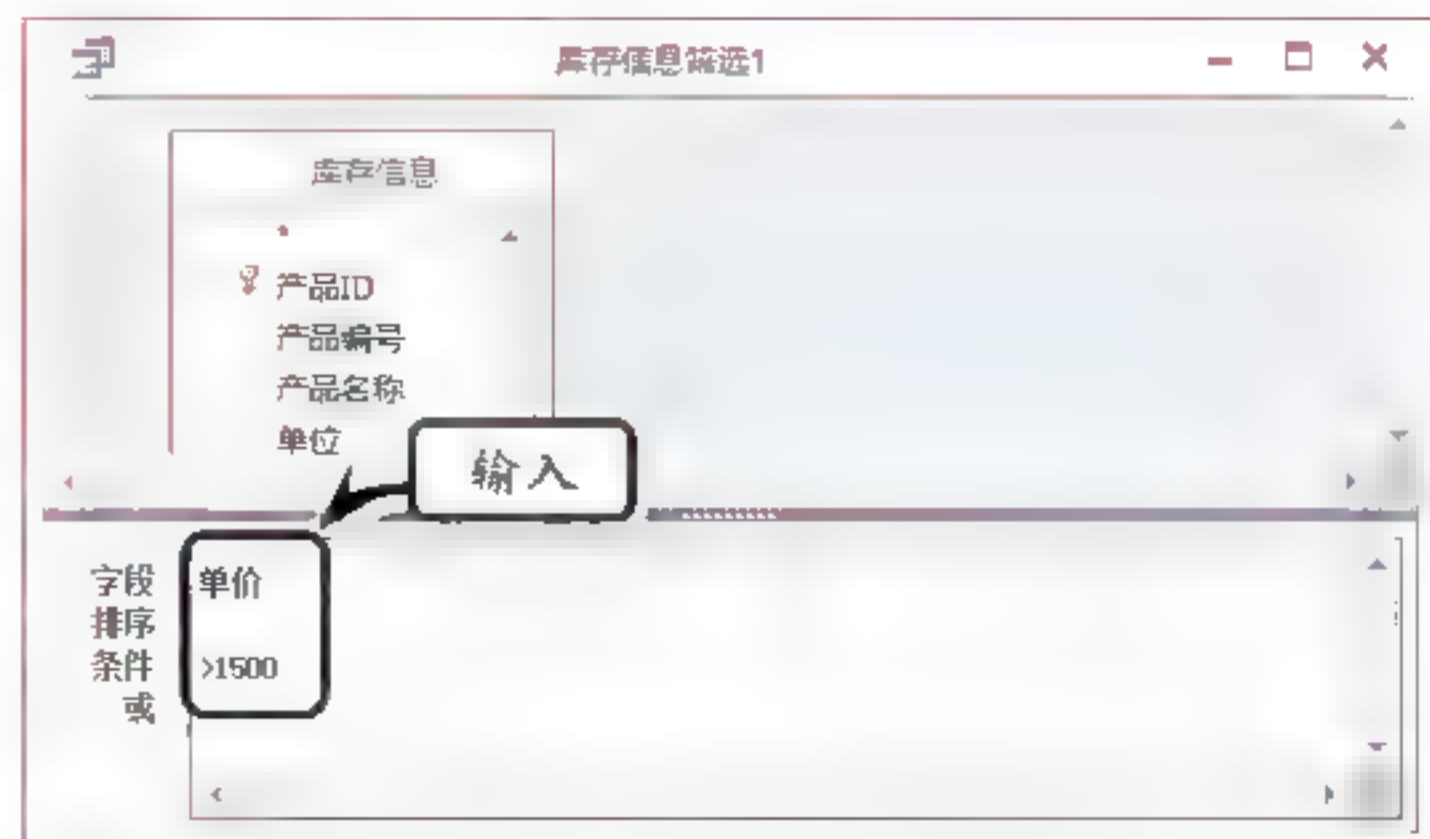 库存信息筛选1
库存信息
*
产品ID
产品编号
产品名称
单位
输入
字段 单价
排序
条件 >1500
或